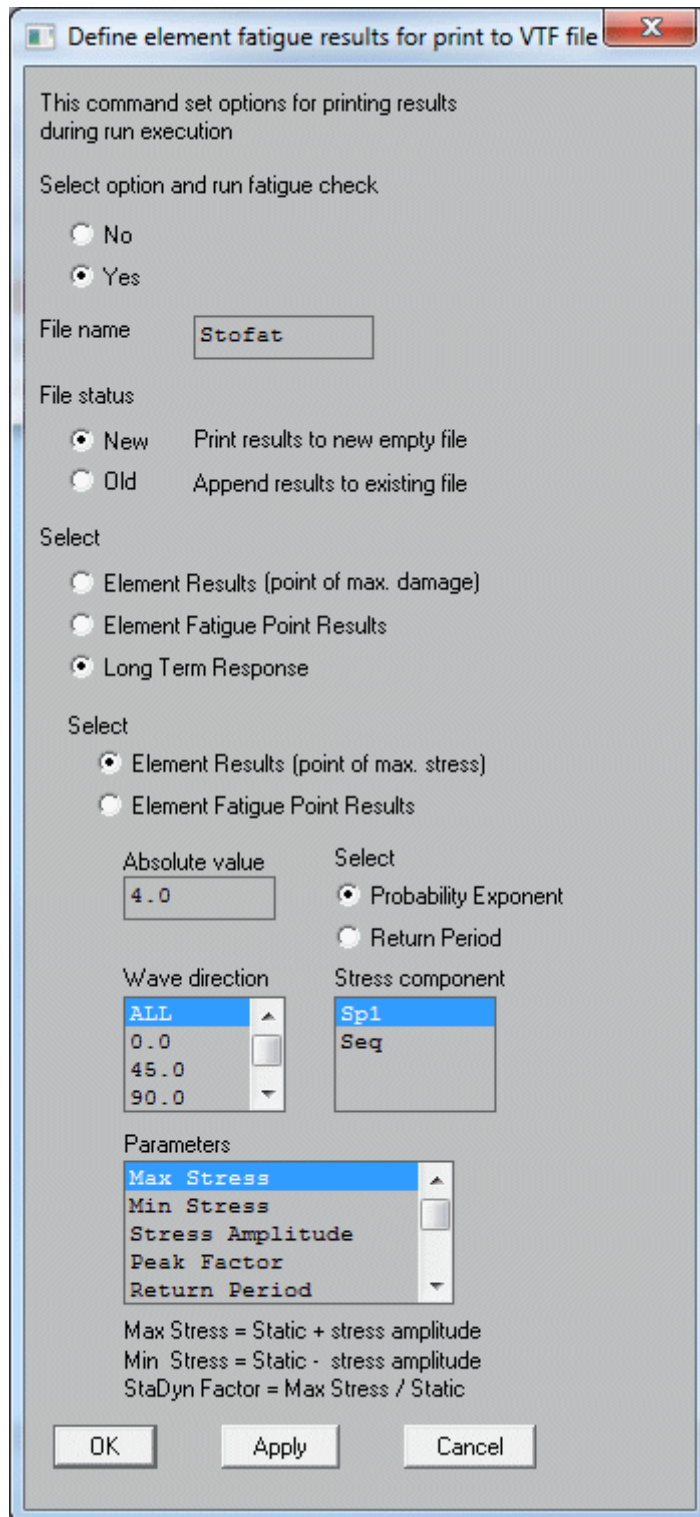 Define element fatigue results for print to VTF file
This command set options for printing results
during run execution
Select option and run fatigue check
No
Yes
File name Stofat
File status
New Print results to new empty file
Old Append results to existing file
Select
Element Results (point of max. damage)
Element Fatigue Point Results
Long Term Response
Select
Element Results (point of max. stress)
Element Fatigue Point Results
Absolute value Select
4.0 Probability Exponent
Return Period
Wave direction Stress component
ALL Sp1
0.0 Seq
45.0
90.0
Parameters
Max Stress
Min Stress
Stress Amplitude
Peak Factor
Return Period
Max Stress = Static + stress amplitude
Min Stress = Static - stress amplitude
StaDyn Factor = Max Stress / Static
OK Apply Cancel